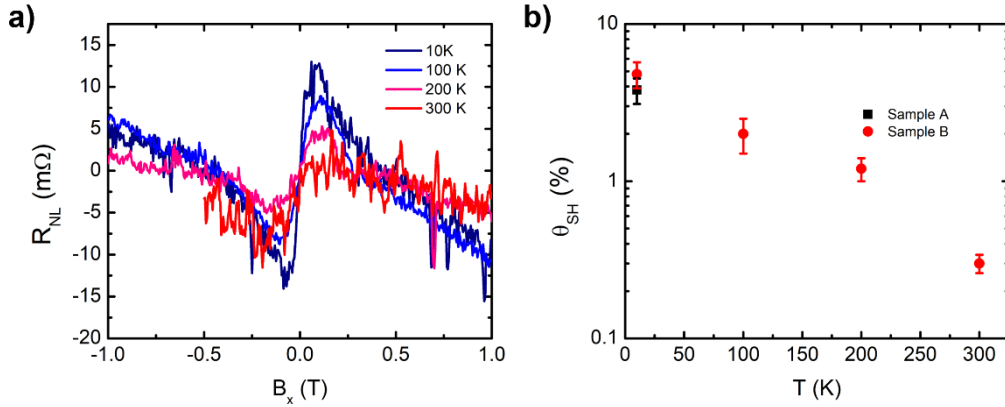 a)
15
10
5
0
-5
-10
-15
-20
R_NL (mΩ)
-1.0 -0.5 0.0 0.5 1.0
B_x (T)
10K
100 K
200 K
300 K
b)
10
1
0.1
θ_SH (%)
0 50 100 150 200 250 300
T (K)
Sample A
Sample B